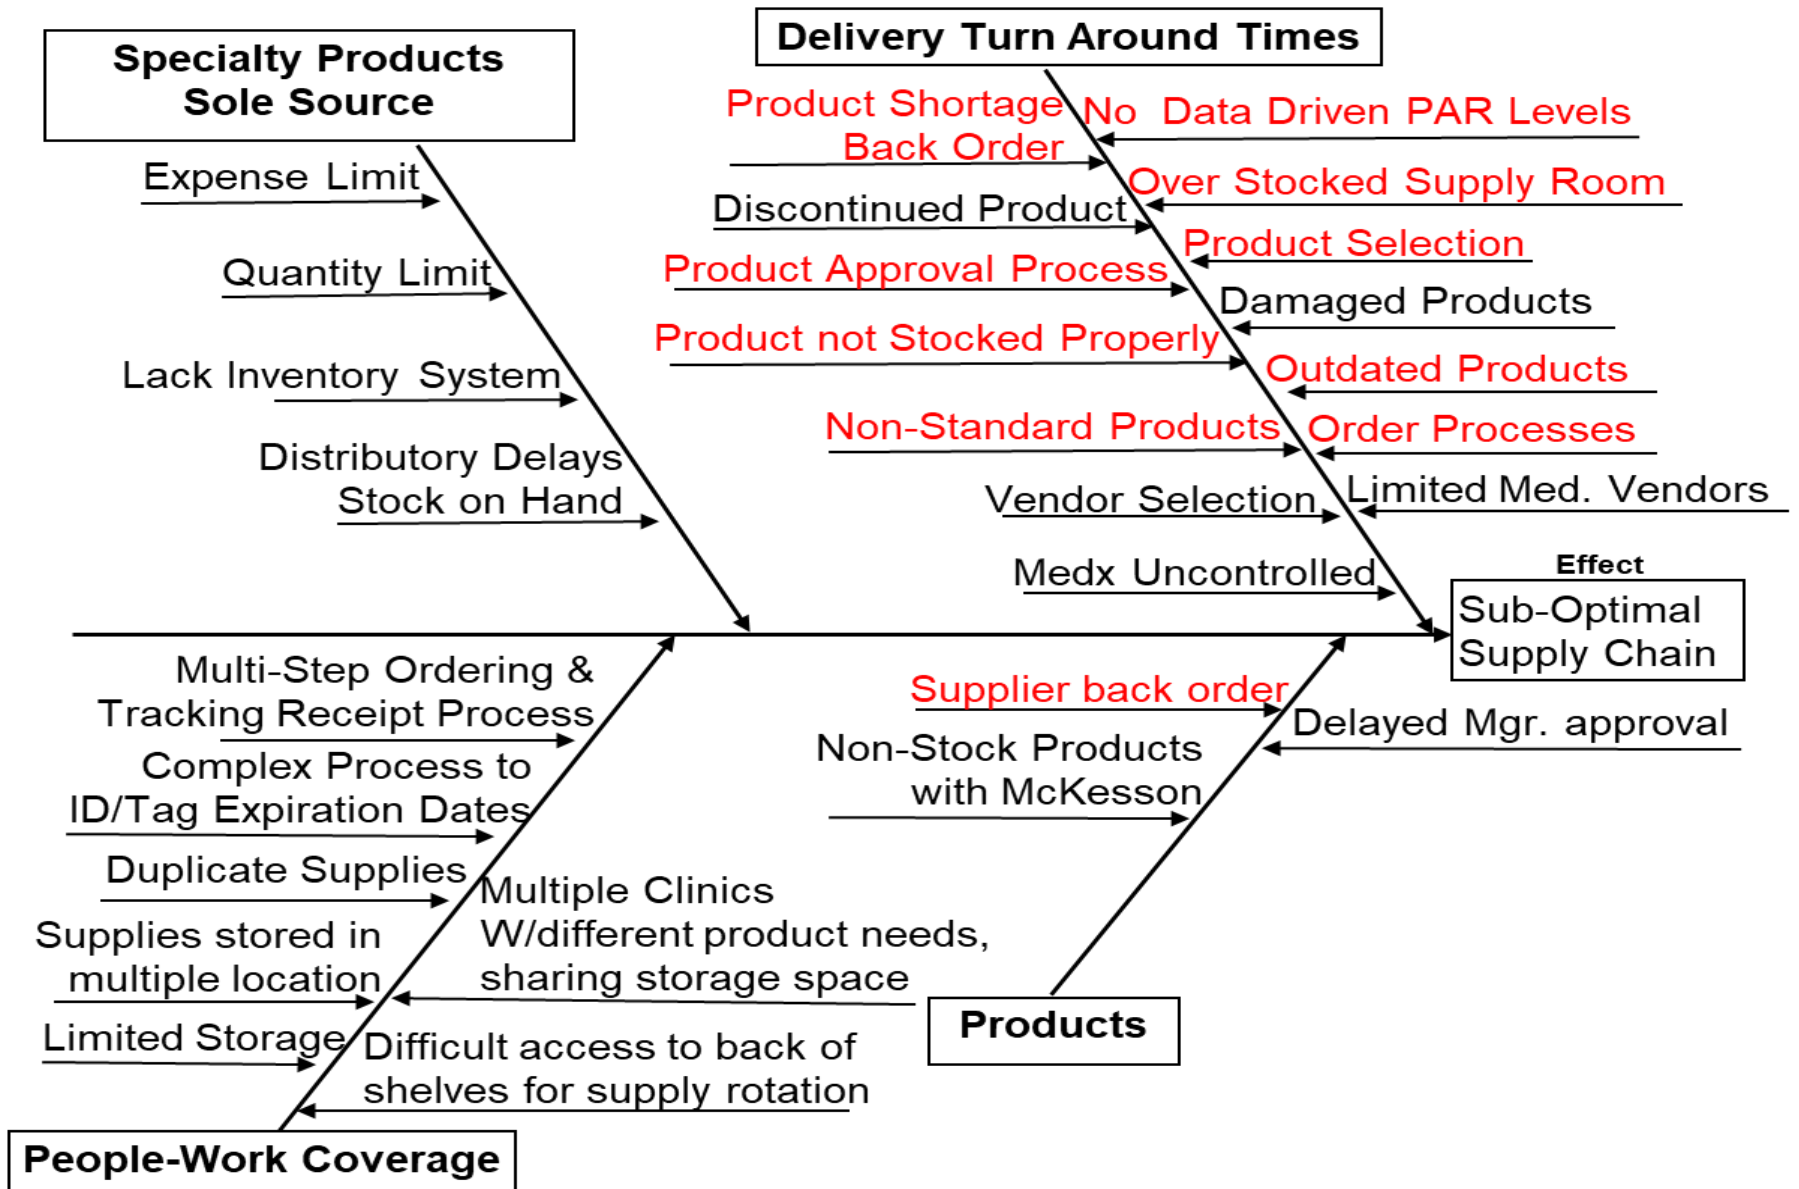 Specialty Products
Sole Source
Expense Limit
Quantity Limit
Lack Inventory System
Distributory Delays
Stock on Hand
Delivery Turn Around Times
Product Shortage
Back Order
No Data Driven PAR Levels
Over Stocked Supply Room
Discontinued Product
Product Selection
Product Approval Process
Damaged Products
Product not Stocked Properly
Outdated Products
Non-Standard Products
Order Processes
Vendor Selection
Limited Med. Vendors
Medx Uncontrolled
Effect
Sub-Optimal
Supply Chain
Multi-Step Ordering &
Tracking Receipt Process
Complex Process to
ID/Tag Expiration Dates
Duplicate Supplies
Supplies stored in
multiple location
Limited Storage
Multiple Clinics
W/different product needs,
sharing storage space
Difficult access to back of
shelves for supply rotation
People-Work Coverage
Supplier back order
Delayed Mgr. approval
Non-Stock Products
with McKesson
Products